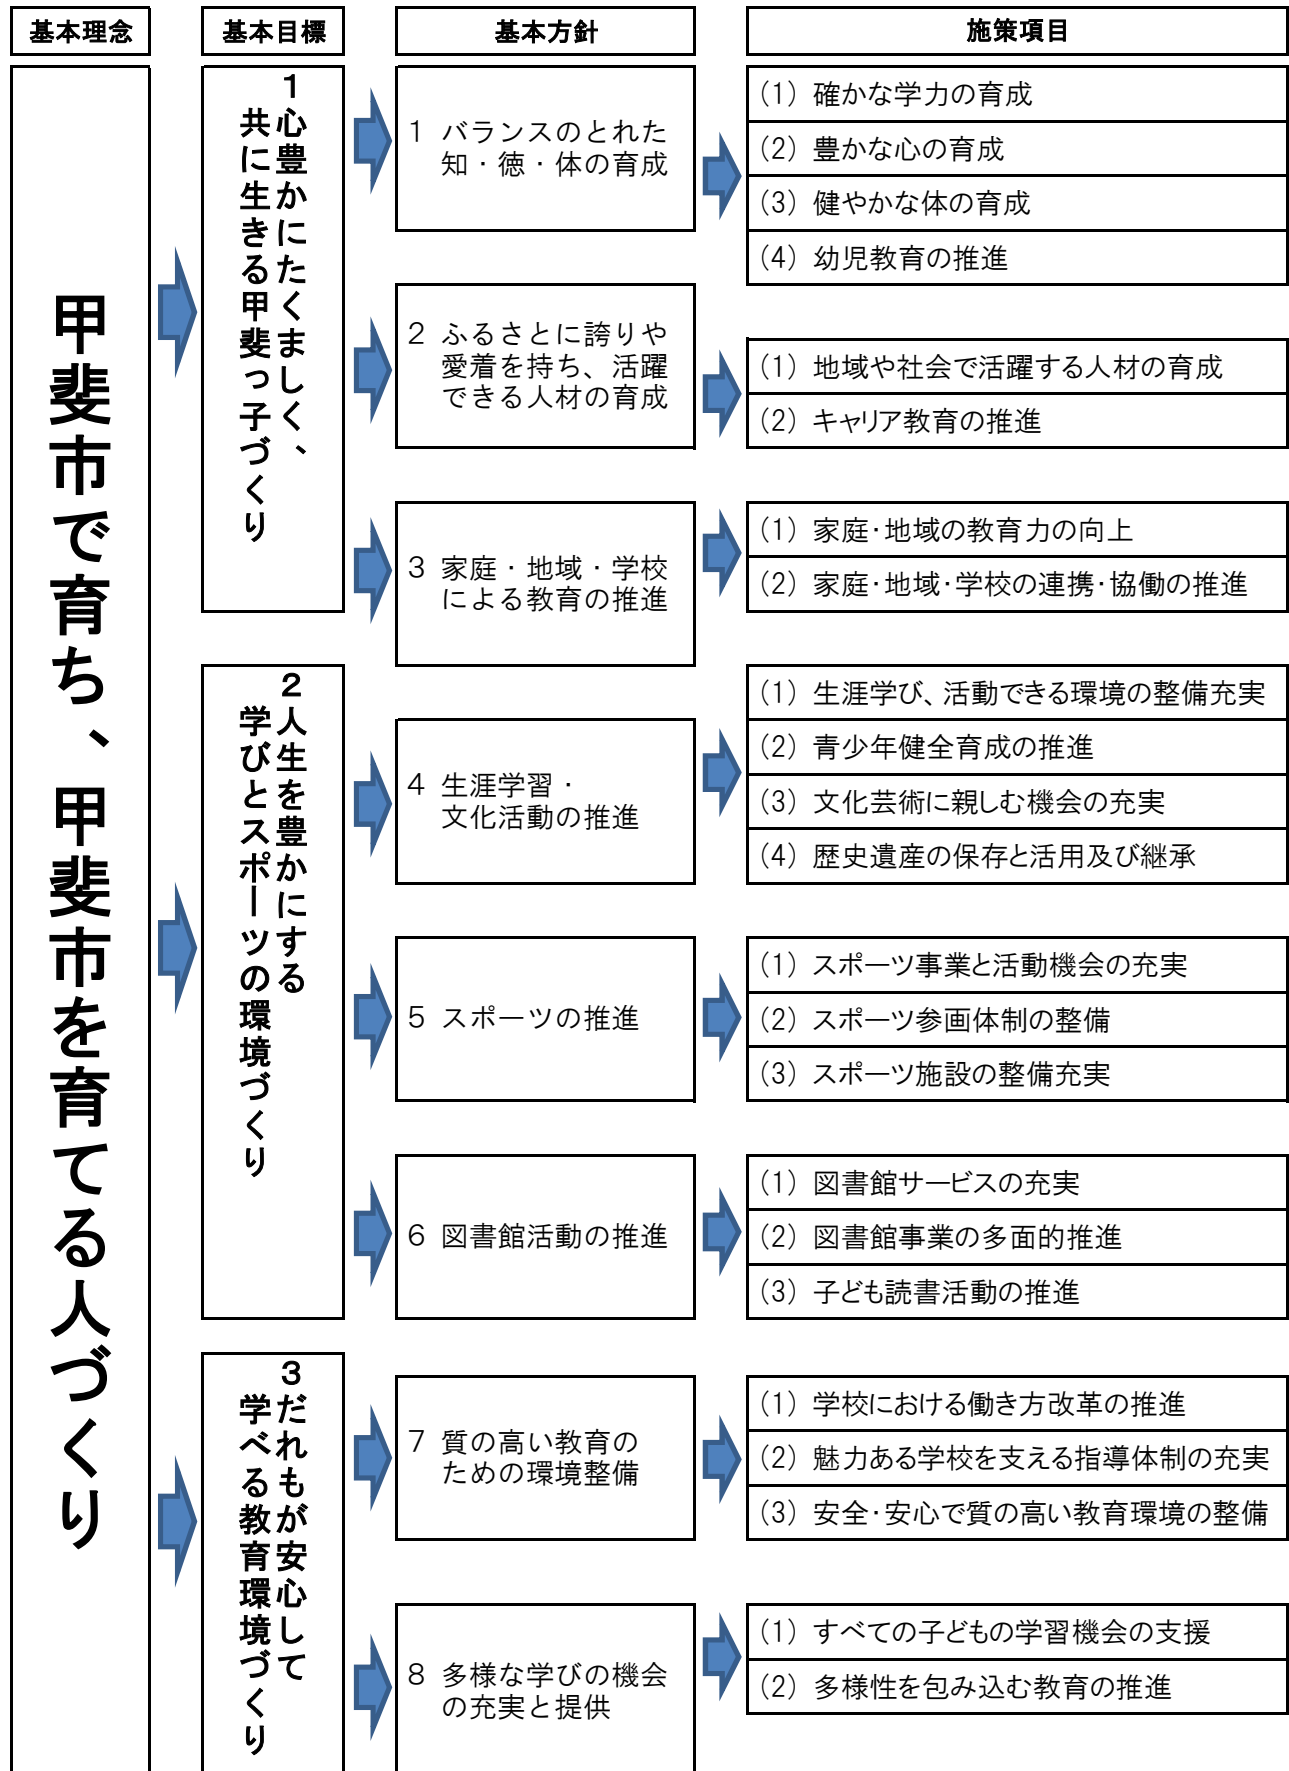 基本理念
基本目標
基本方針
施策項目
甲斐市で育ち、甲斐市を育てる人づくり
1心豊かにたくましく、
共に生きる甲斐っ子づくり
1 バランスのとれた
知・徳・体の育成
(1) 確かな学力の育成
(2) 豊かな心の育成
(3) 健やかな体の育成
(4) 幼児教育の推進
2 ふるさとに誇りや
愛着を持ち、活躍
できる人材の育成
(1) 地域や社会で活躍する人材の育成
(2) キャリア教育の推進
3 家庭・地域・学校
による教育の推進
(1) 家庭・地域の教育力の向上
(2) 家庭・地域・学校の連携・協働の推進
2人生を豊かにする
学びとスポーツの環境づくり
4 生涯学習・
文化活動の推進
(1) 生涯学び、活動できる環境の整備充実
(2) 青少年健全育成の推進
(3) 文化芸術に親しむ機会の充実
(4) 歴史遺産の保存と活用及び継承
5 スポーツの推進
(1) スポーツ事業と活動機会の充実
(2) スポーツ参画体制の整備
(3) スポーツ施設の整備充実
6 図書館活動の推進
(1) 図書館サービスの充実
(2) 図書館事業の多面的推進
(3) 子ども読書活動の推進
3だれもが安心して
学べる教育環境づくり
7 質の高い教育の
ための環境整備
(1) 学校における働き方改革の推進
(2) 魅力ある学校を支える指導体制の充実
(3) 安全・安心で質の高い教育環境の整備
8 多様な学びの機会
の充実と提供
(1) すべての子どもの学習機会の支援
(2) 多様性を包み込む教育の推進